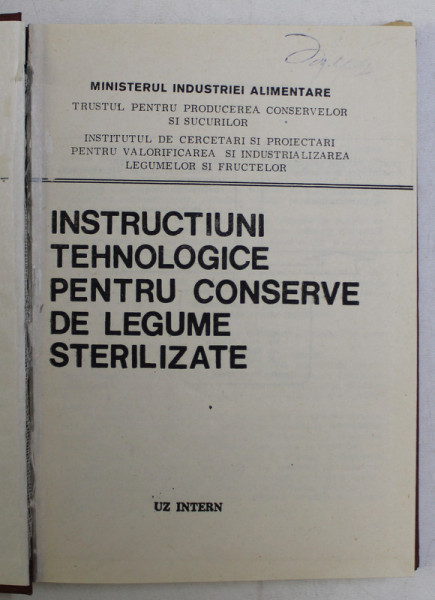 MINISTERUL INDUSTRIEI ALIMENTARE
TRUSTUL PENTRU PRODUCEREA CONSERVELOR
SI SUCURILOR
INSTITUTUL DE CERCETARI SI PROIECTARI
PENTRU VALORIFICAREA SI INDUSTRIALIZAREA
LEGUMELOR SI FRUCTELOR
INSTRUCTIUNI
TEHNOLOGICE
PENTRU CONSERVE
DE LEGUME
STERILIZATE
UZ INTERN